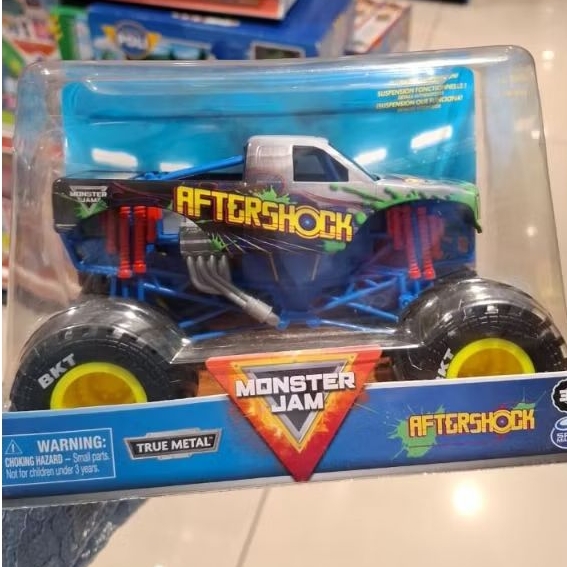 SUSPENSION FONCTIONNELLE!
MONSTER
JAM
AFTERSHOCK
BKT
KT
MONSTER
JAM
AFTERSHOCK
WARNING:
CHOKING HAZARD – Small parts.
Not for children under 3 years.
TRUE METAL